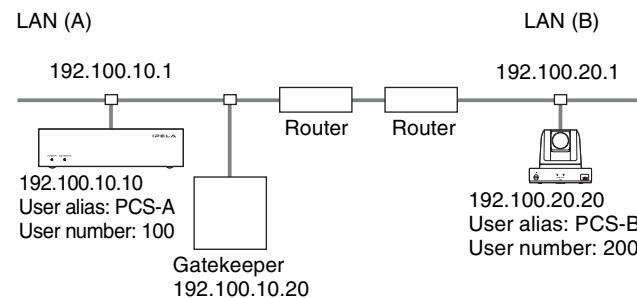 LAN (A)
LAN (B)
192.100.10.1
192.100.20.1
Router
Router
IPELA
192.100.10.10
User alias: PCS-A
User number: 100
192.100.20.20
User alias: PCS-B
User number: 200
Gatekeeper
192.100.10.20